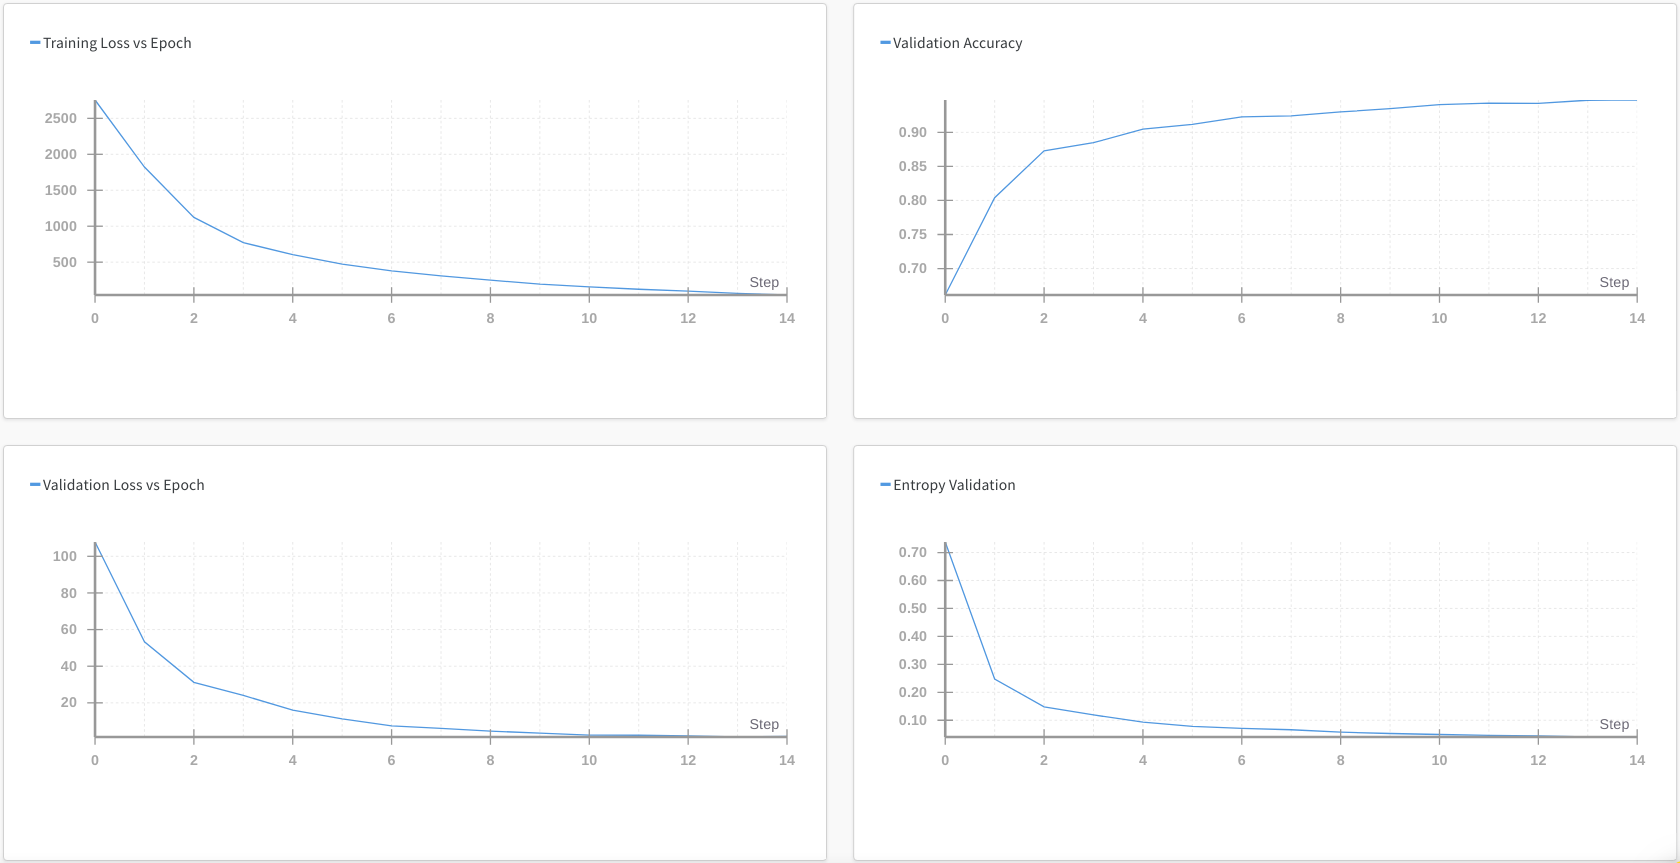 Training Loss vs Epoch
2500
2000
1500
1000
500
Step
0 2 4 6 8 10 12 14
Validation Accuracy
0.90
0.85
0.80
0.75
0.70
Step
0 2 4 6 8 10 12 14
Validation Loss vs Epoch
100
80
60
40
20
Step
0 2 4 6 8 10 12 14
Entropy Validation
0.70
0.60
0.50
0.40
0.30
0.20
0.10
Step
0 2 4 6 8 10 12 14